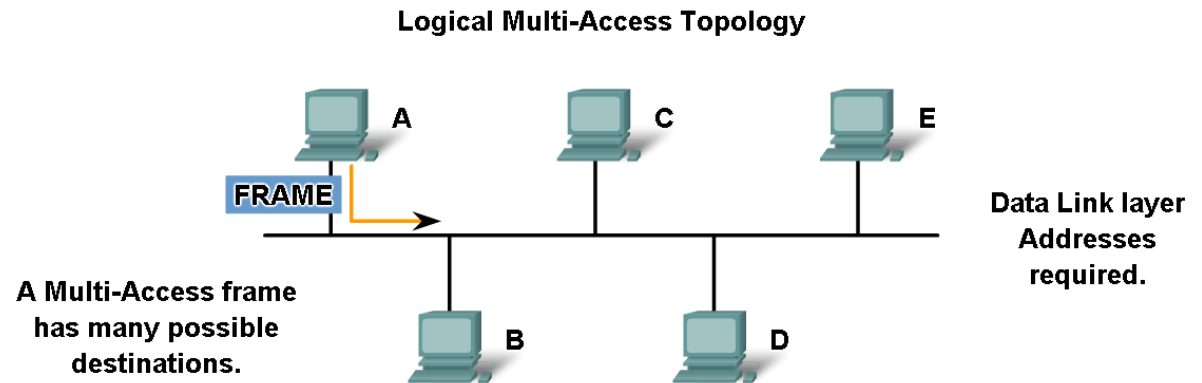 Logical Multi-Access Topology
A
C
E
FRAME
Data Link layer
Addresses
required.
A Multi-Access frame
has many possible
destinations.
B
D